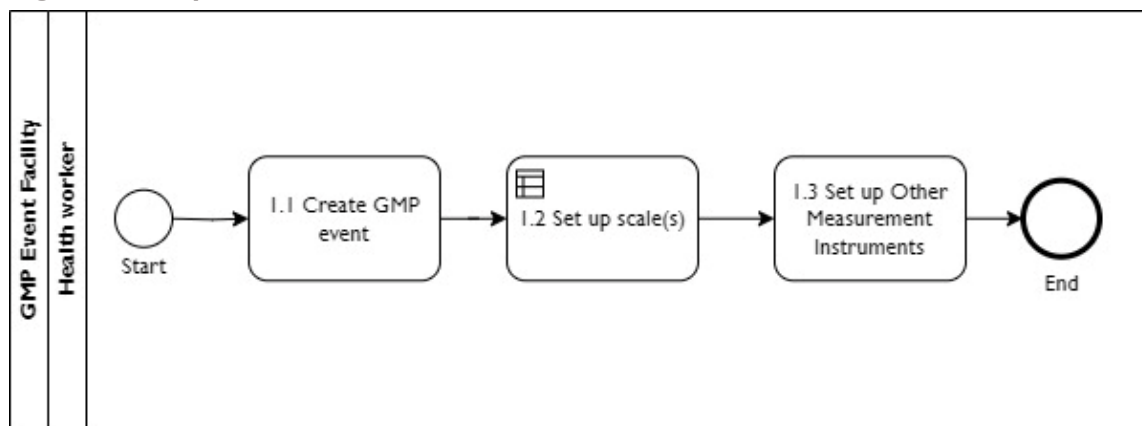 GMP Event Facility
Health worker
Start
1.1 Create GMP
event
1.2 Set up scale(s)
1.3 Set up Other
Measurement
Instruments
End